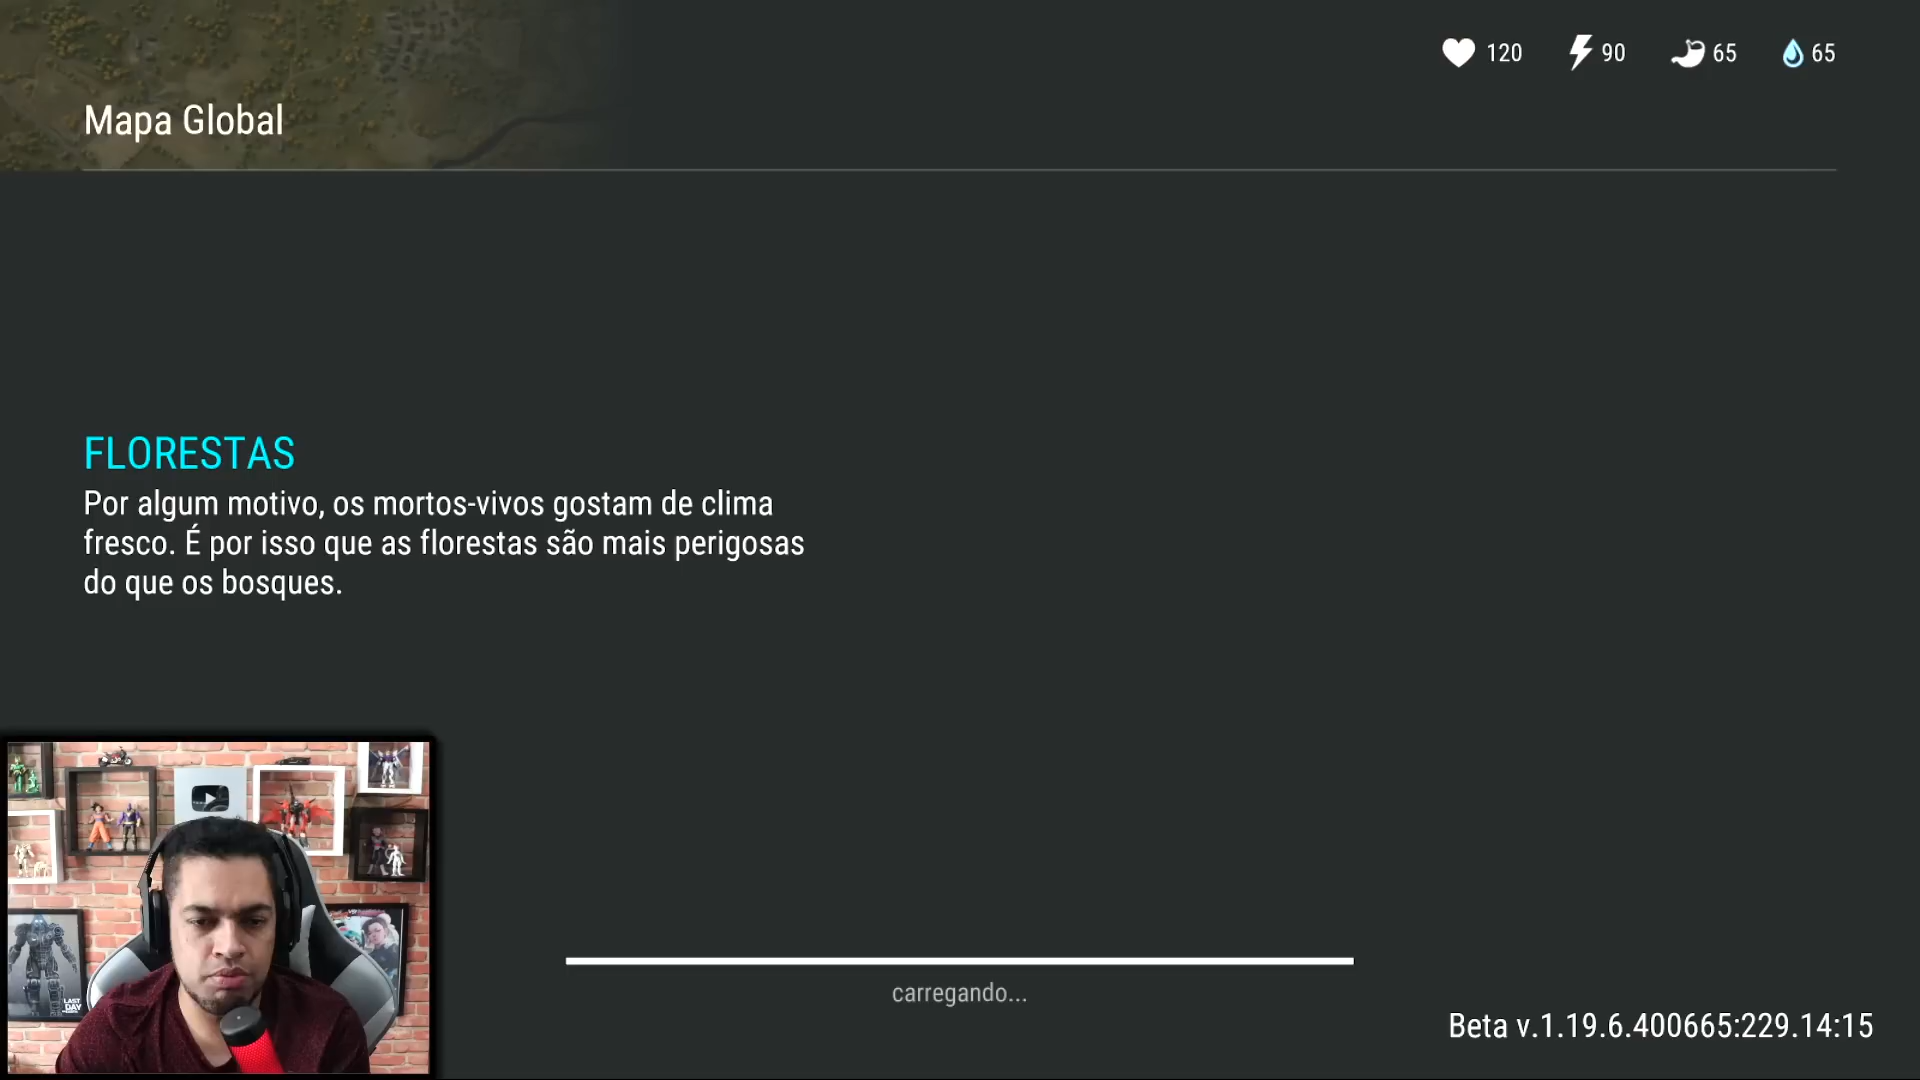 120 90 65 65
Mapa Global
FLORESTAS
Por algum motivo, os mortos-vivos gostam de clima
fresco. É por isso que as florestas são mais perigosas
do que os bosques.
LAST
DAY
carregando...
Beta v.1.19.6.400665:229.14:15